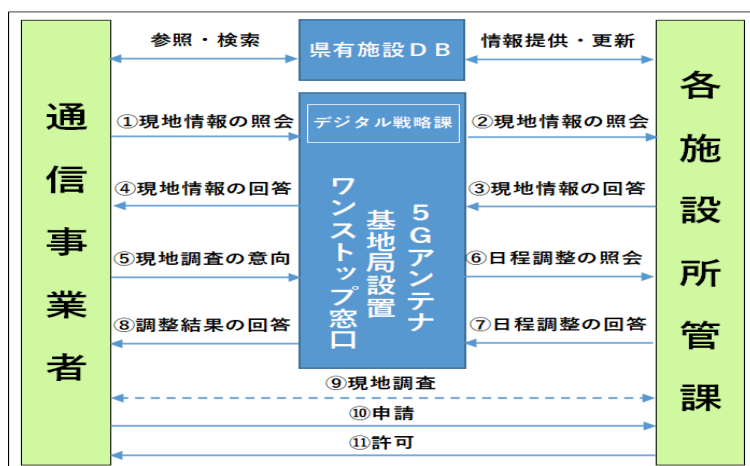 参照・検索
県有施設ＤＢ
情報提供・更新
通信事業者
各施設所管課
デジタル戦略課
５Gアンテナ
基地局設置
ワンストップ窓口
①現地情報の照会
②現地情報の照会
④現地情報の回答
③現地情報の回答
⑤現地調査の意向
⑥日程調整の照会
⑧調整結果の回答
⑦日程調整の回答
⑨現地調査
⑩申請
⑪許可